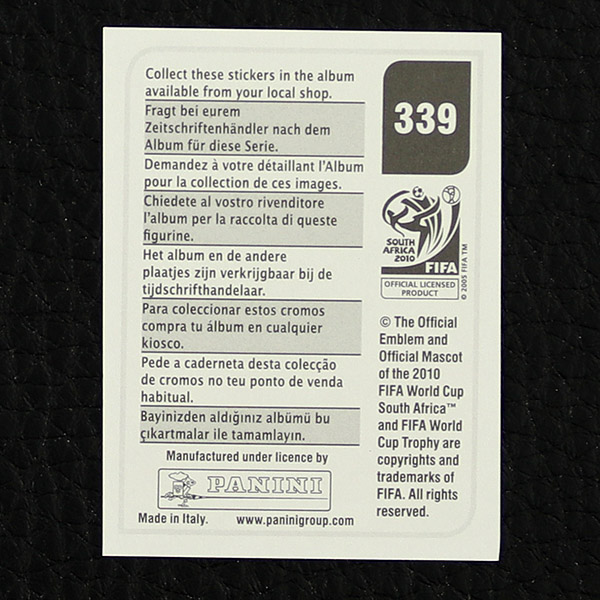 Collect these stickers in the album
available from your local shop.
Fragt bei eurem
Zeitschriftenhändler nach dem
Album für diese Serie.
Demandez à votre détaillant l'Album
pour la collection de ces images.
Chiedete al vostro rivenditore
l'album per la raccolta di queste
figurine.
Het album en de andere
plaatjes zijn verkrijgbaar bij de
tijdschrifthandelaar.
Para coleccionar estos cromos
compra tu álbum en cualquier
kiosco.
Pede a caderneta desta colecção
de cromos no teu ponto de venda
habitual.
Bayinizden aldığınız albümü bu
çıkartmalar ile tamamlayın.
Manufactured under licence by
PANINI
Made in Italy. www.paninigroup.com
339
SOUTH
AFRICA
2010
FIFA
OFFICIAL LICENSED
PRODUCT
© 2005 FIFA TM
© The Official
Emblem and
Official Mascot
of the 2010
FIFA World Cup
South Africa™
and FIFA World
Cup Trophy are
copyrights and
trademarks of
FIFA. All rights
reserved.